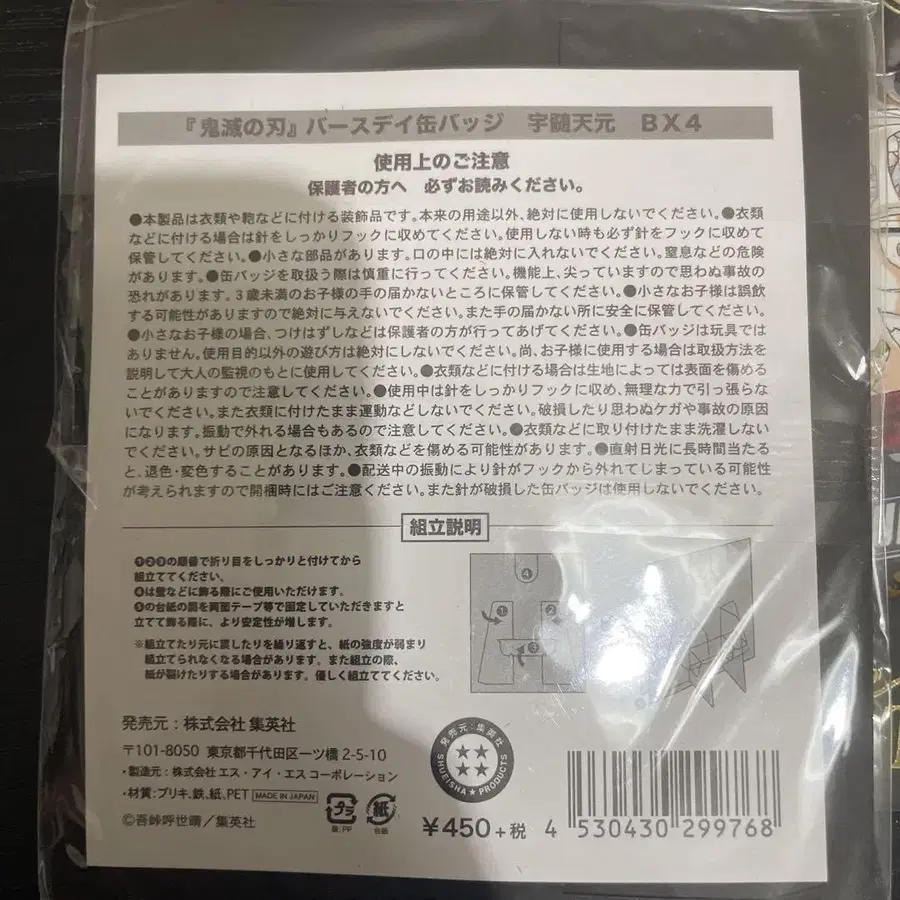 『鬼滅の刃』バースデイ缶バッジ 宇髄天元 BX4
使用上のご注意
保護者の方へ 必ずお読みください。
●本製品は衣類や鞄などに付ける装飾品です。本来の用途以外、絶対に使用しないでください。●衣類
などに付ける場合は針をしっかりフックに収めてください。使用しない時も必ず針をフックに収めて
保管してください。●小さな部品があります。口の中には絶対に入れないでください。窒息などの危険
があります。●缶バッジを取扱う際は慎重に行ってください。機能上、尖っていますので思わぬ事故の
恐れがあります。3歳未満のお子様の手の届かないところに保管してください。●小さなお子様は誤飲
する可能性がありますので絶対に与えないでください。また手の届かない所に安全に保管してください。
●小さなお子様の場合、つけはずしなどは保護者の方が行ってあげてください。●缶バッジは玩具では
ありません。使用目的以外の遊び方は絶対にしないでください。尚、お子様に使用する場合は取扱方法を
説明して大人の監視のもとに使用してください。●衣類などに付ける場合は生地によっては表面を傷める
ことがありますので注意してください。●使用中は針をしっかりフックに収め、無理な力で引っ張らな
いでください。また衣類に付けたまま運動などしないでください。破損したり思わぬケガや事故の原因
になります。振動で外れる場合もあるので注意してください。●衣類などに取り付けたまま洗濯しない
でください。サビの原因となるほか、衣類などを傷める可能性があります。●直射日光に長時間当たる
と、退色・変色することがあります。●配送中の振動により針がフックから外れてしまっている可能性
が考えられますので開梱時にはご注意ください。また針が破損した缶バッジは使用しないでください。
組立説明
❶❷❸の順番で折り目をしっかりと付けてから
組立ててください。
❹は壁などに飾る際にご使用いただけます。
❺の台紙の図を両面テープ等で固定していただきますと
立てて飾る際に、より安定性が増します。
※組立てたり元に戻したりを繰り返すと、紙の強度が弱まり
組立てられなくなる場合があります。また組立の際、
紙が裂けたりする場合があります。優しく組立ててください。
④
❶
❷
❸
発売元：株式会社 集英社
〒101-8050 東京都千代田区一ツ橋 2-5-10
・製造元：株式会社 エス・アイ・エス コーポレーション
・材質：ブリキ、鉄、紙、PET MADE IN JAPAN
©吾峠呼世晴／集英社
発売元：集英社
SHUEISHA★PRODUCTS
プラ
袋:PP
紙
台紙
¥450+税
4 530430 299768